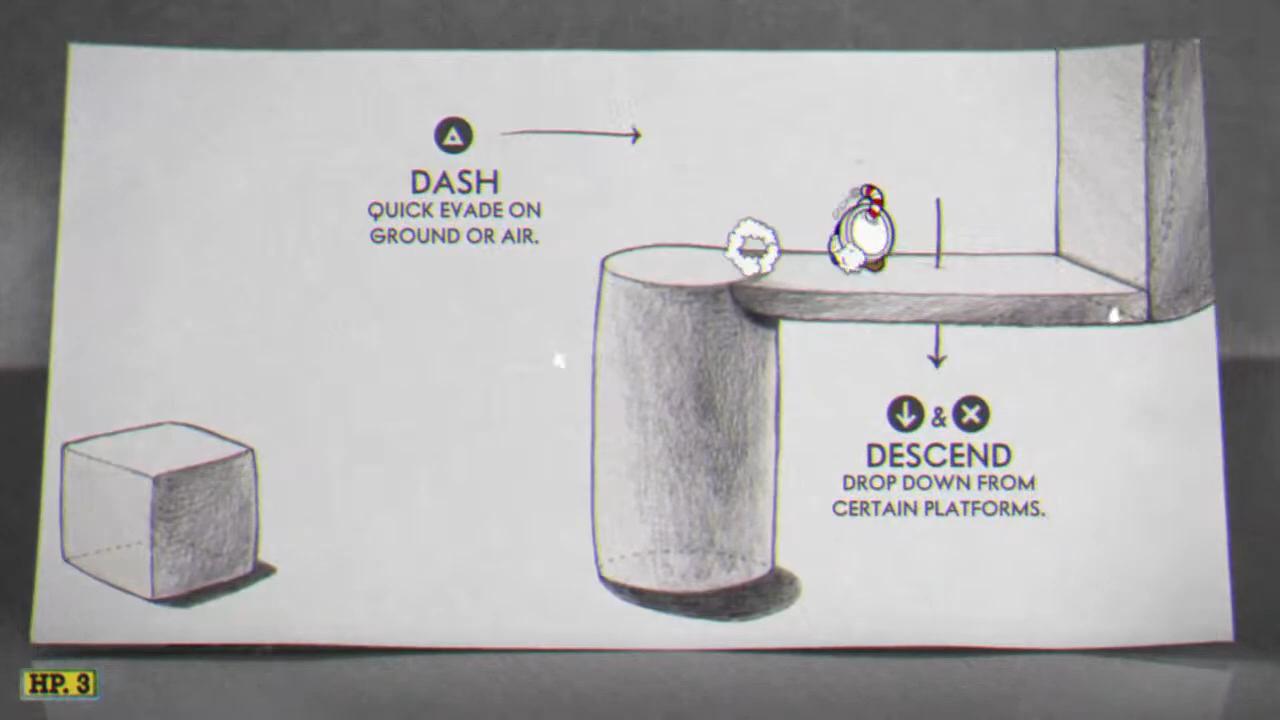 DASH
QUICK EVADE ON
GROUND OR AIR.
&
DESCEND
DROP DOWN FROM
CERTAIN PLATFORMS.
HP. 3